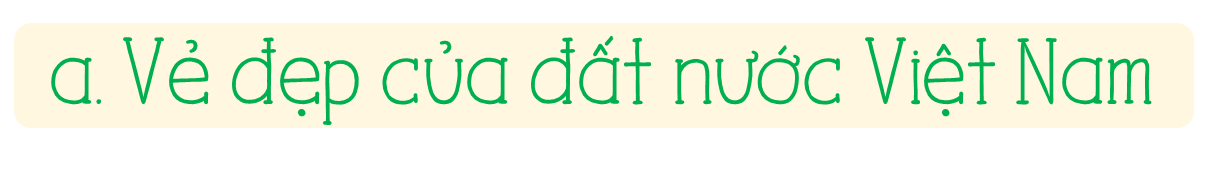 a. Vẻ đẹp của đất nước Việt Nam